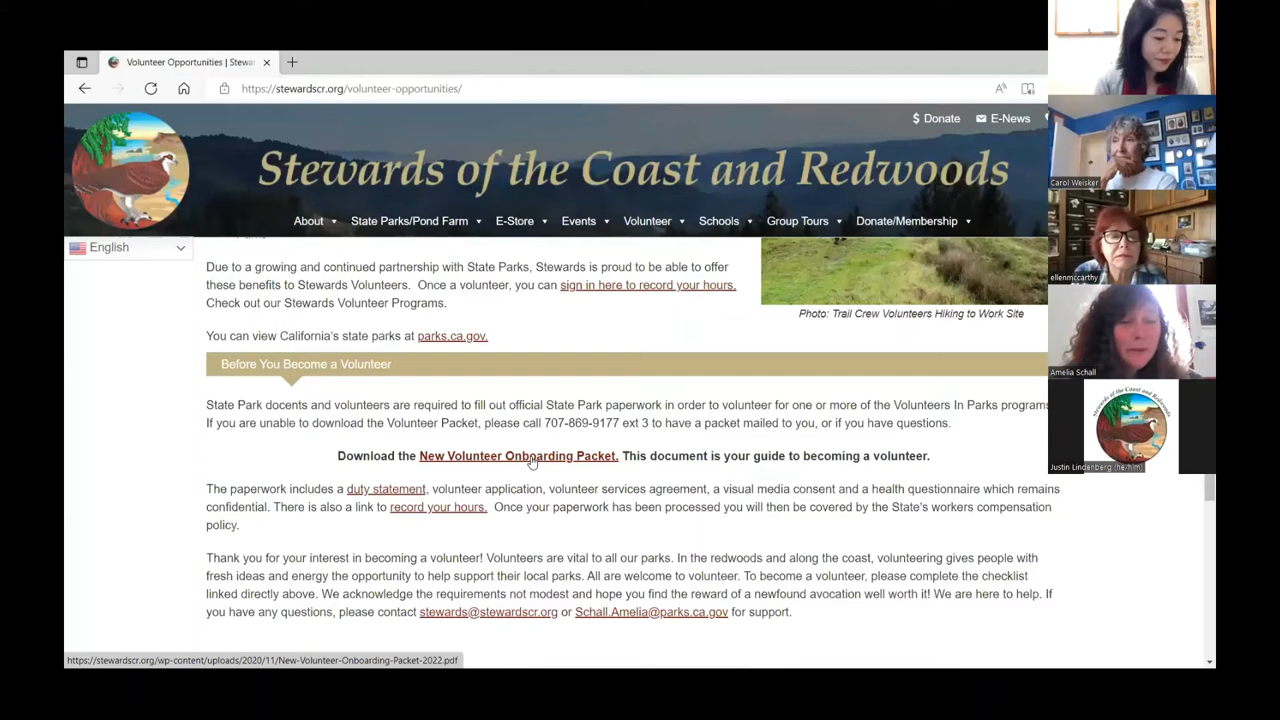 Volunteer Opportunities | Stewar
https://stewardscr.org/volunteer-opportunities/
$ Donate
E-News
Stewards of the Coast and Redwoods
About
State Parks/Pond Farm
E-Store
Events
Volunteer
Schools
Group Tours
Donate/Membership
English
Due to a growing and continued partnership with State Parks, Stewards is proud to be able to offer
these benefits to Stewards Volunteers. Once a volunteer, you can sign in here to record your hours.
Check out our Stewards Volunteer Programs.
Photo: Trail Crew Volunteers Hiking to Work Site
You can view California's state parks at parks.ca.gov.
Before You Become a Volunteer
State Park docents and volunteers are required to fill out official State Park paperwork in order to volunteer for one or more of the Volunteers In Parks programs
If you are unable to download the Volunteer Packet, please call 707-869-9177 ext 3 to have a packet mailed to you, or if you have questions.
Download the New Volunteer Onboarding Packet. This document is your guide to becoming a volunteer.
The paperwork includes a duty statement, volunteer application, volunteer services agreement, a visual media consent and a health questionnaire which remains
confidential. There is also a link to record your hours. Once your paperwork has been processed you will then be covered by the State's workers compensation
policy.
Thank you for your interest in becoming a volunteer! Volunteers are vital to all our parks. In the redwoods and along the coast, volunteering gives people with
fresh ideas and energy the opportunity to help support their local parks. All are welcome to volunteer. To become a volunteer, please complete the checklist
linked directly above. We acknowledge the requirements not modest and hope you find the reward of a newfound avocation well worth it! We are here to help. If
you have any questions, please contact stewards@stewardscr.org or Schall.Amelia@parks.ca.gov for support.
https://stewardscr.org/wp-content/uploads/2020/11/New-Volunteer-Onboarding-Packet-2022.pdf
Carol Weisker
ellenmccarthy
Amelia Schall
Stewards of the Coast and Redwoods
Justin Lindenberg (he/him)